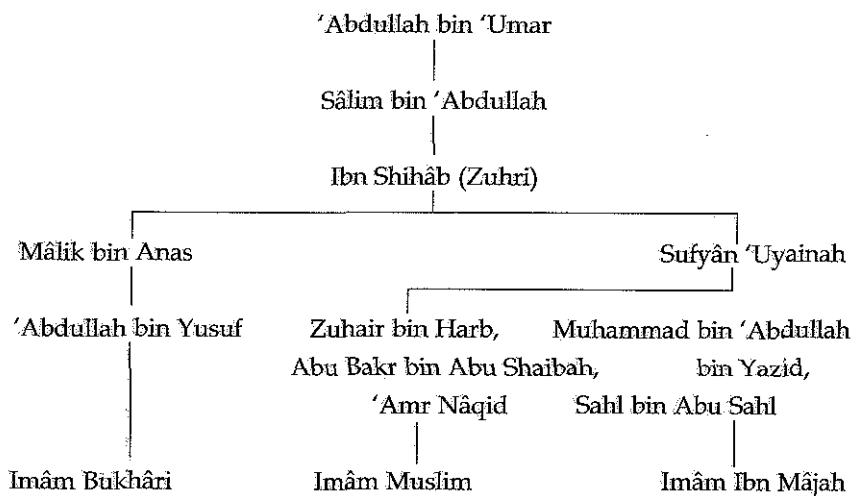 ‘Abdullah bin ‘Umar
Sâlim bin ‘Abdullah
Ibn Shihâb (Zuhri)
Mâlik bin Anas
Sufyân ‘Uyainah
‘Abdullah bin Yusuf
Zuhair bin Harb,
Abu Bakr bin Abu Shaibah,
‘Amr Nâqid
Muhammad bin ‘Abdullah
bin Yazid,
Sahl bin Abu Sahl
Imâm Bukhâri
Imâm Muslim
Imâm Ibn Mâjah